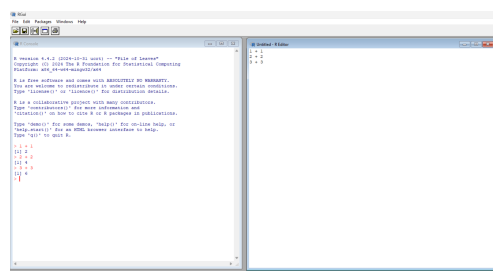 RGui
File Edit Packages Windows Help
R Console
R version 4.4.2 (2024-10-31 ucrt) -- "Pile of Leaves"
Copyright (C) 2024 The R Foundation for Statistical Computing
Platform: x86_64-w64-mingw32/x64
R is free software and comes with ABSOLUTELY NO WARRANTY.
You are welcome to redistribute it under certain conditions.
Type 'license()' or 'licence()' for distribution details.
R is a collaborative project with many contributors.
Type 'contributors()' for more information and
'citation()' on how to cite R or R packages in publications.
Type 'demo()' for some demos, 'help()' for on-line help, or
'help.start()' for an HTML browser interface to help.
Type 'q()' to quit R.
> 1 + 1
[1] 2
> 2 + 2
[1] 4
> 3 + 3
[1] 6
>
Untitled - R Editor
1 + 1
2 + 2
3 + 3